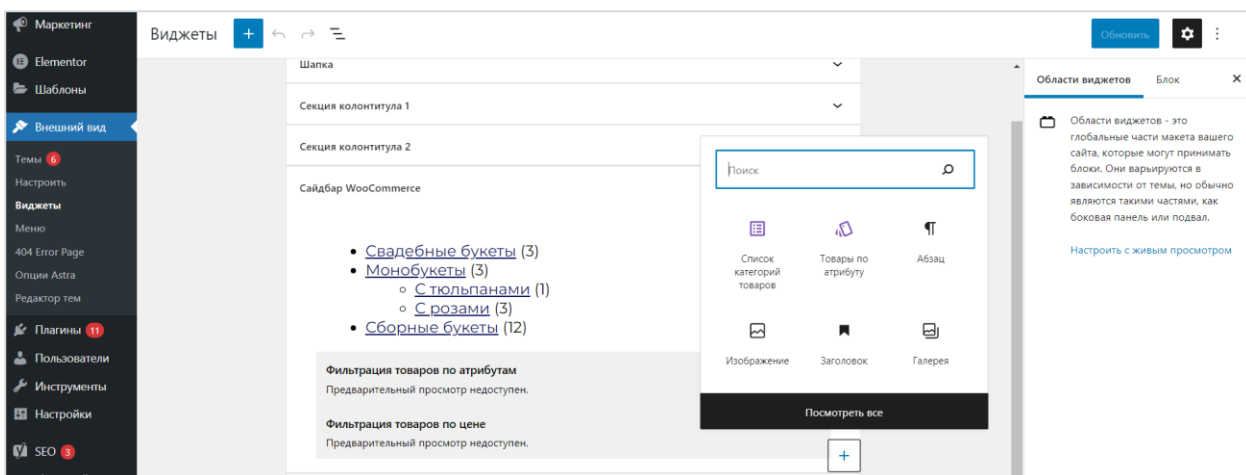 Маркетинг
Elementor
Шаблоны
Внешний вид
Темы 6
Настроить
Виджеты
Меню
404 Error Page
Опции Astra
Редактор тем
Плагины 11
Пользователи
Инструменты
Настройки
SEO 3
Виджеты
Обновить
Шапка
Секция колонтитула 1
Секция колонтитула 2
Сайдбар WooCommerce
Свадебные букеты (3)
Монобукеты (3)
С тюльпанами (1)
С розами (3)
Сборные букеты (12)
Фильтрация товаров по атрибутам
Предварительный просмотр недоступен.
Фильтрация товаров по цене
Предварительный просмотр недоступен.
Поиск
Список
категорий
товаров
Товары по
атрибуту
Абзац
Изображение
Заголовок
Галерея
Посмотреть все
Области виджетов Блок
Области виджетов - это
глобальные части макета вашего
сайта, которые могут принимать
блоки. Они варьируются в
зависимости от темы, но обычно
являются такими частями, как
боковая панель или подвал.
Настроить с живым просмотром